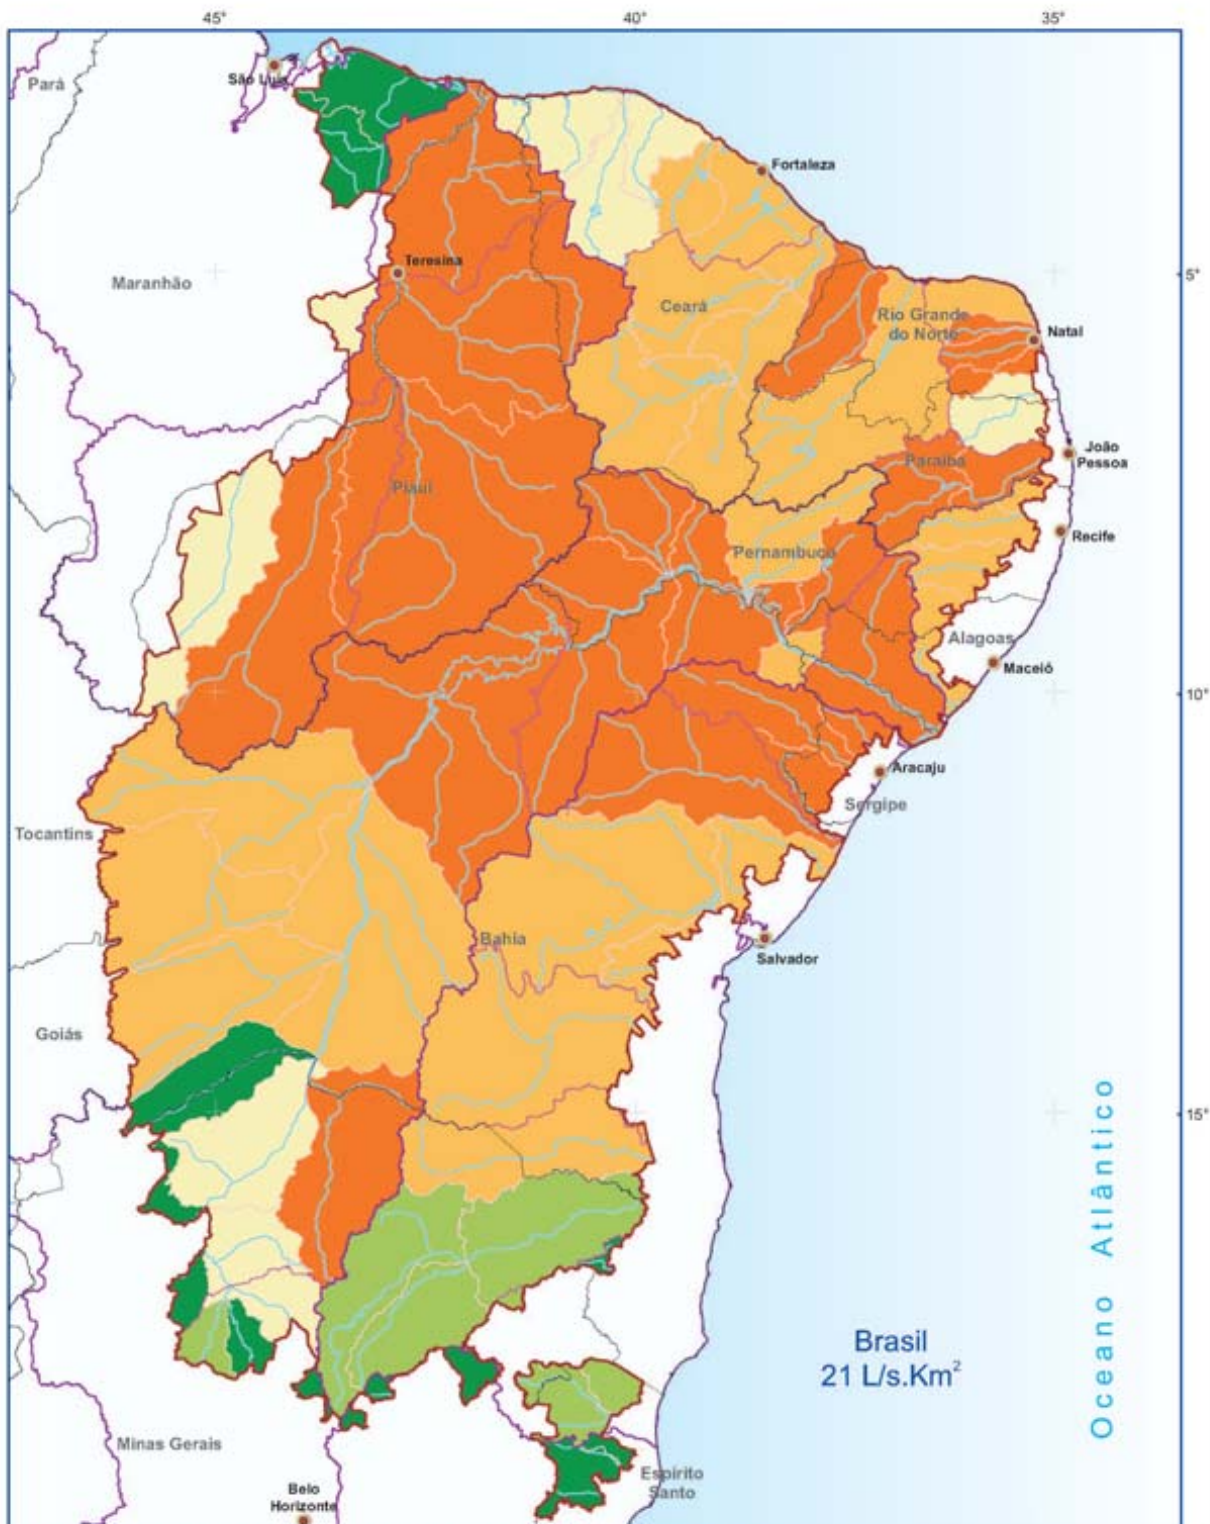 45°
40°
35°
Pará
São Luis
Fortaleza
Teresina
5°
Maranhão
Ceará
Rio Grande
do Norte
Natal
João
Pessoa
Paraíba
Piauí
Recife
Pernambuco
Alagoas
Maceió
10°
Aracaju
Sergipe
Tocantins
Bahia
Salvador
Goiás
15°
Oceano Atlântico
Brasil
21 L/s.Km²
Minas Gerais
Espírito
Santo
Belo
Horizonte